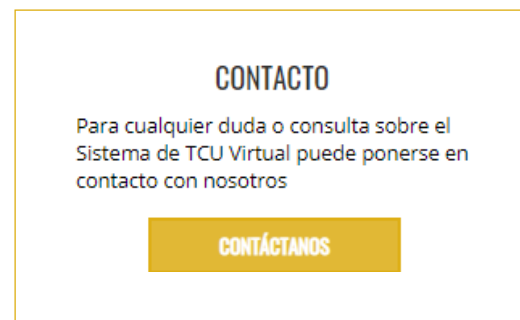 CONTACTO
Para cualquier duda o consulta sobre el
Sistema de TCU Virtual puede ponerse en
contacto con nosotros
CONTÁCTANOS